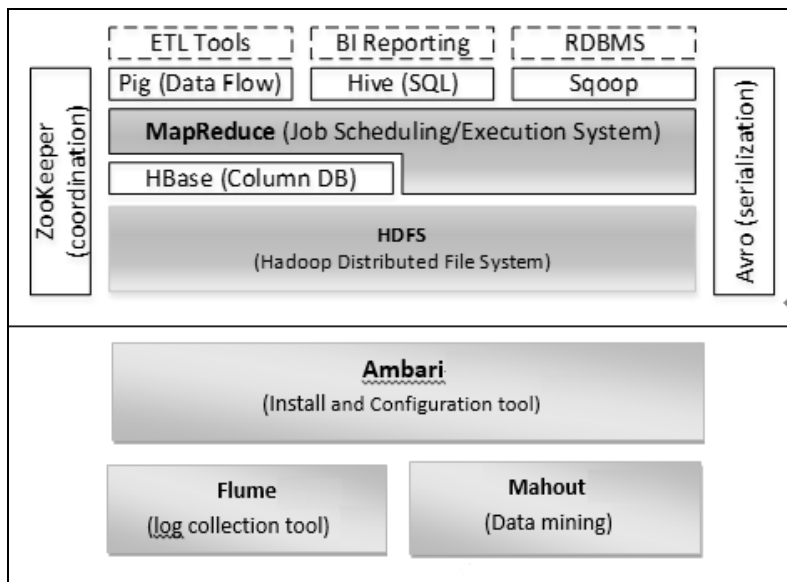 ETL Tools
BI Reporting
RDBMS
Pig (Data Flow)
Hive (SQL)
Sqoop
ZooKeeper
(coordination)
MapReduce (Job Scheduling/Execution System)
HBase (Column DB)
HDFS
(Hadoop Distributed File System)
Avro (serialization)
Ambari
(Install and Configuration tool)
Flume
(log collection tool)
Mahout
(Data mining)